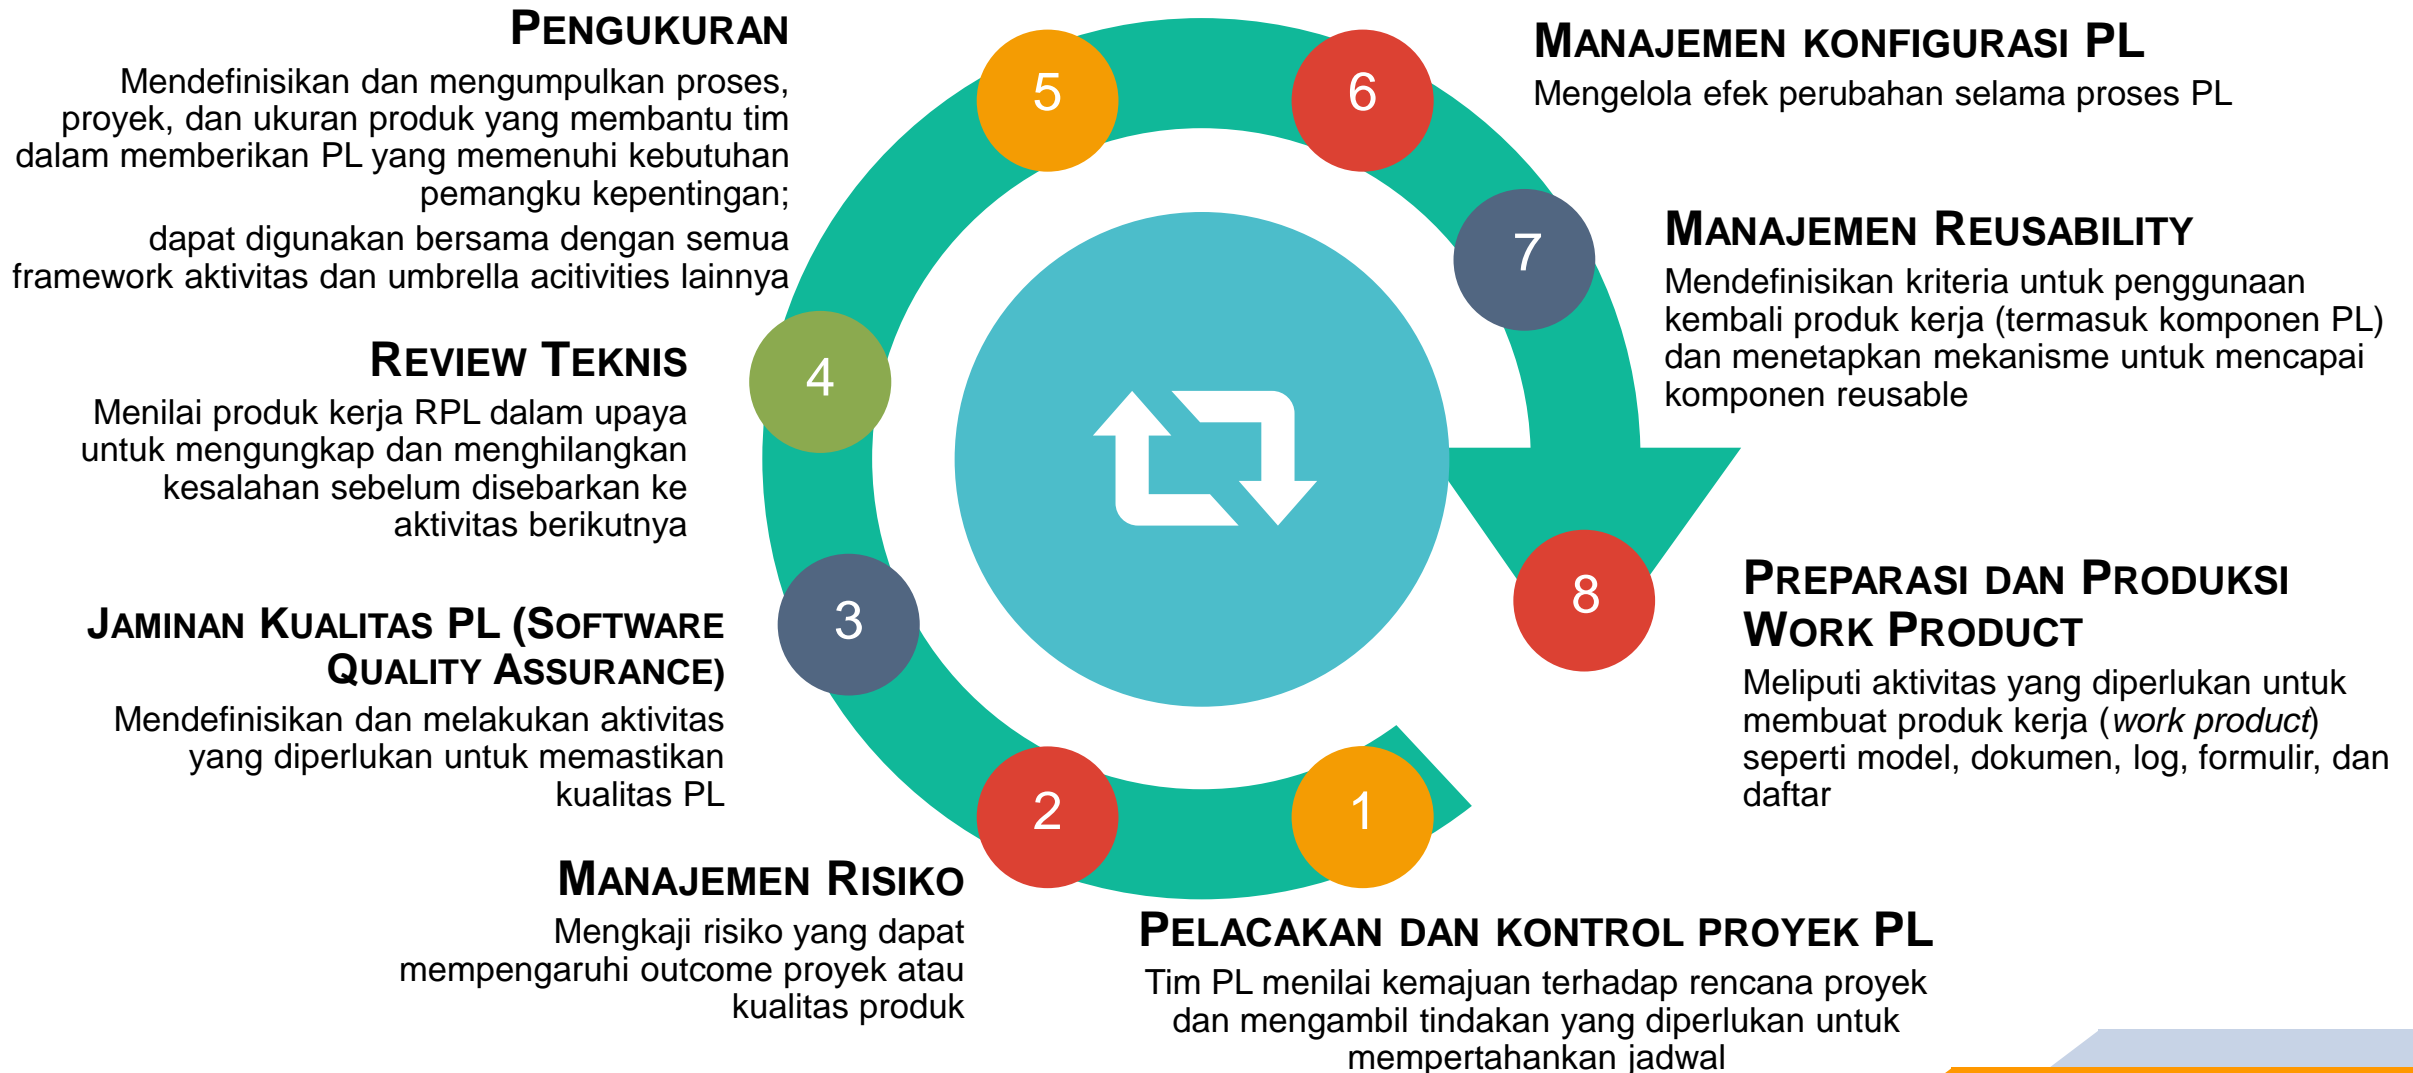 PENGUKURAN
Mendefinisikan dan mengumpulkan proses,
proyek, dan ukuran produk yang membantu tim
dalam memberikan PL yang memenuhi kebutuhan
pemangku kepentingan;
dapat digunakan bersama dengan semua
framework aktivitas dan umbrella acitivities lainnya
REVIEW TEKNIS
Menilai produk kerja RPL dalam upaya
untuk mengungkap dan menghilangkan
kesalahan sebelum disebarkan ke
aktivitas berikutnya
JAMINAN KUALITAS PL (SOFTWARE
QUALITY ASSURANCE)
Mendefinisikan dan melakukan aktivitas
yang diperlukan untuk memastikan
kualitas PL
MANAJEMEN RISIKO
Mengkaji risiko yang dapat
mempengaruhi outcome proyek atau
kualitas produk
5
6
7
4
3
8
2
1
MANAJEMEN KONFIGURASI PL
Mengelola efek perubahan selama proses PL
MANAJEMEN REUSABILITY
Mendefinisikan kriteria untuk penggunaan
kembali produk kerja (termasuk komponen PL)
dan menetapkan mekanisme untuk mencapai
komponen reusable
PREPARASI DAN PRODUKSI
WORK PRODUCT
Meliputi aktivitas yang diperlukan untuk
membuat produk kerja (work product)
seperti model, dokumen, log, formulir, dan
daftar
PELACAKAN DAN KONTROL PROYEK PL
Tim PL menilai kemajuan terhadap rencana proyek
dan mengambil tindakan yang diperlukan untuk
mempertahankan jadwal